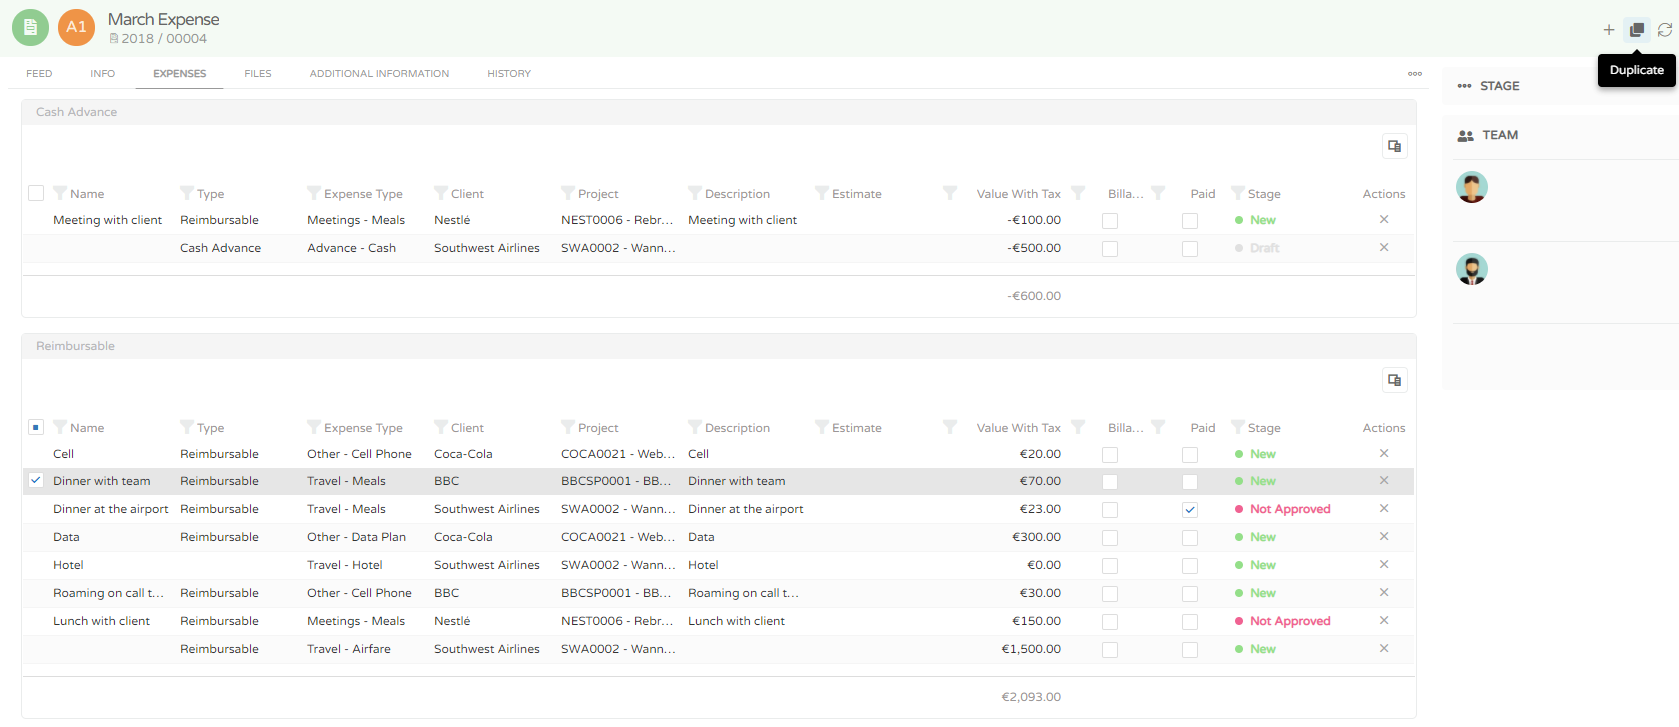 A1
March Expense
2018 / 00004
Duplicate
FEED INFO EXPENSES FILES ADDITIONAL INFORMATION HISTORY
STAGE
TEAM
Cash Advance
Name Type Expense Type Client Project Description Estimate Value With Tax Billa... Paid Stage Actions
Meeting with client Reimbursable Meetings - Meals Nestlé NEST0006 - Rebr... Meeting with client -€100.00 New
Cash Advance Advance - Cash Southwest Airlines SWA0002 - Wann... -€500.00 Draft
-€600.00
Reimbursable
Name Type Expense Type Client Project Description Estimate Value With Tax Billa... Paid Stage Actions
Cell Reimbursable Other - Cell Phone Coca-Cola COCA0021 - Web... Cell €20.00 New
Dinner with team Reimbursable Travel - Meals BBC BBCSP0001 - BB... Dinner with team €70.00 New
Dinner at the airport Reimbursable Travel - Meals Southwest Airlines SWA0002 - Wann... Dinner at the airport €23.00 Not Approved
Data Reimbursable Other - Data Plan Coca-Cola COCA0021 - Web... Data €300.00 New
Hotel Travel - Hotel Southwest Airlines SWA0002 - Wann... Hotel €0.00 New
Roaming on call t... Reimbursable Other - Cell Phone BBC BBCSP0001 - BB... Roaming on call t... €30.00 New
Lunch with client Reimbursable Meetings - Meals Nestlé NEST0006 - Rebr... Lunch with client €150.00 Not Approved
Reimbursable Travel - Airfare Southwest Airlines SWA0002 - Wann... €1,500.00 New
€2,093.00